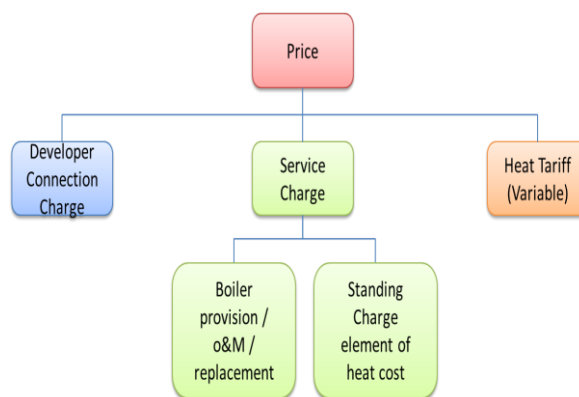 Price
Developer
Connection
Charge
Service
Charge
Heat Tariff
(Variable)
Boiler
provision /
o&M /
replacement
Standing
Charge
element of
heat cost